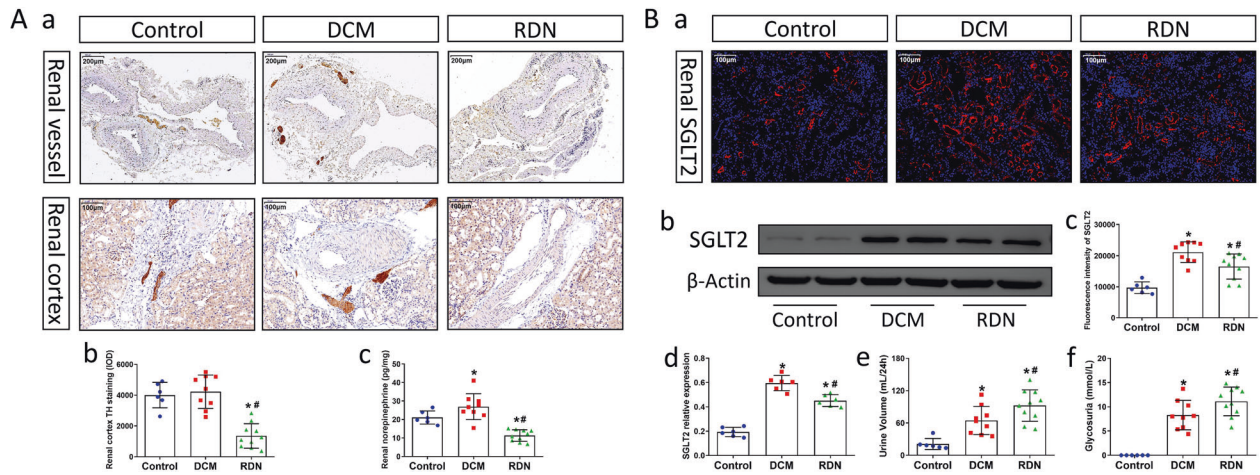 A a
Control
DCM
RDN
Renal vessel
200μm
200μm
200μm
Renal cortex
100μm
100μm
100μm
b
Renal cortex TH staining (IOD)
6000
4000
2000
0
* #
Control
DCM
RDN
c
Renal norepinephrine (pg/mg)
50
40
30
20
10
0
*
*#
Control
DCM
RDN
B a
Control
DCM
RDN
Renal SGLT2
100μm
100μm
100μm
b
SGLT2
β-Actin
Control
DCM
RDN
c
Fluorescence intensity of SGLT2
30000
20000
10000
0
*
* #
Control
DCM
RDN
d
SGLT2 relative expression
0.8
0.6
0.4
0.2
0.0
*
* #
Control
DCM
RDN
e
Urine Volume (mL/24h)
180
120
60
0
*
* #
Control
DCM
RDN
f
Glycosuria (mmol/L)
20
15
10
5
0
*
* #
Control
DCM
RDN